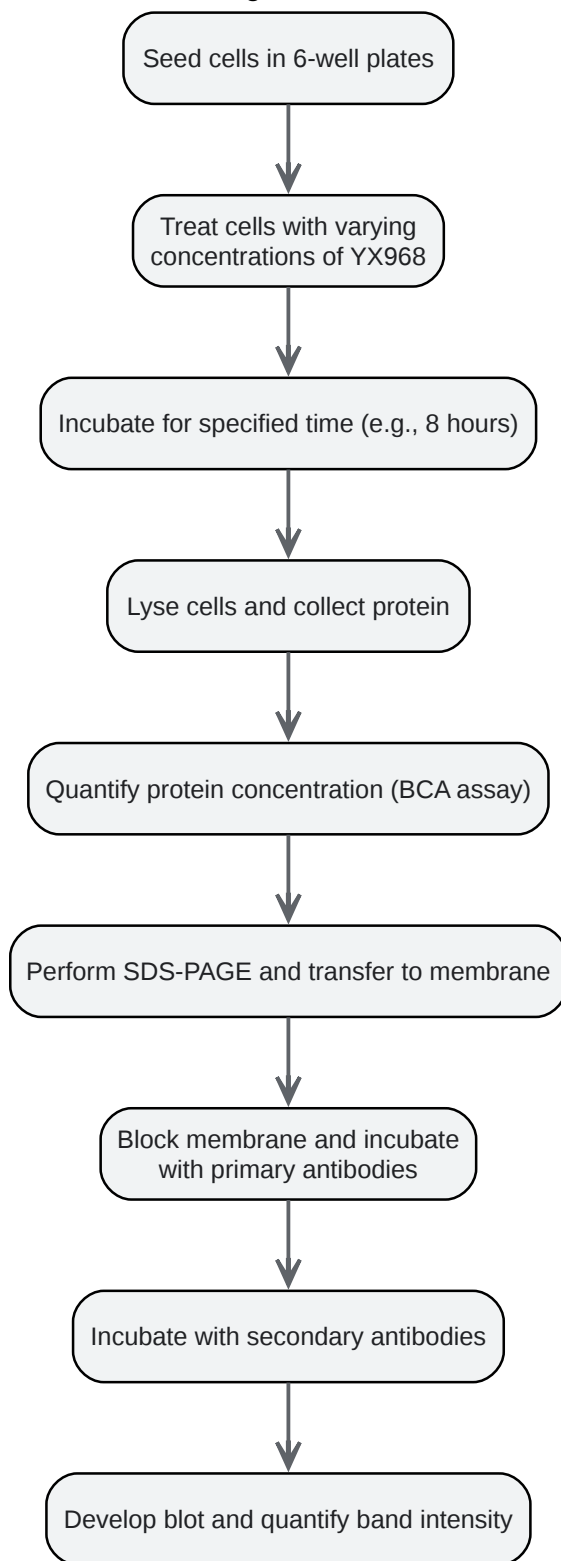 Seed cells in 6-well plates
Treat cells with varying
concentrations of YX968
Incubate for specified time (e.g., 8 hours)
Lyse cells and collect protein
Quantify protein concentration (BCA assay)
Perform SDS-PAGE and transfer to membrane
Block membrane and incubate
with primary antibodies
Incubate with secondary antibodies
Develop blot and quantify band intensity